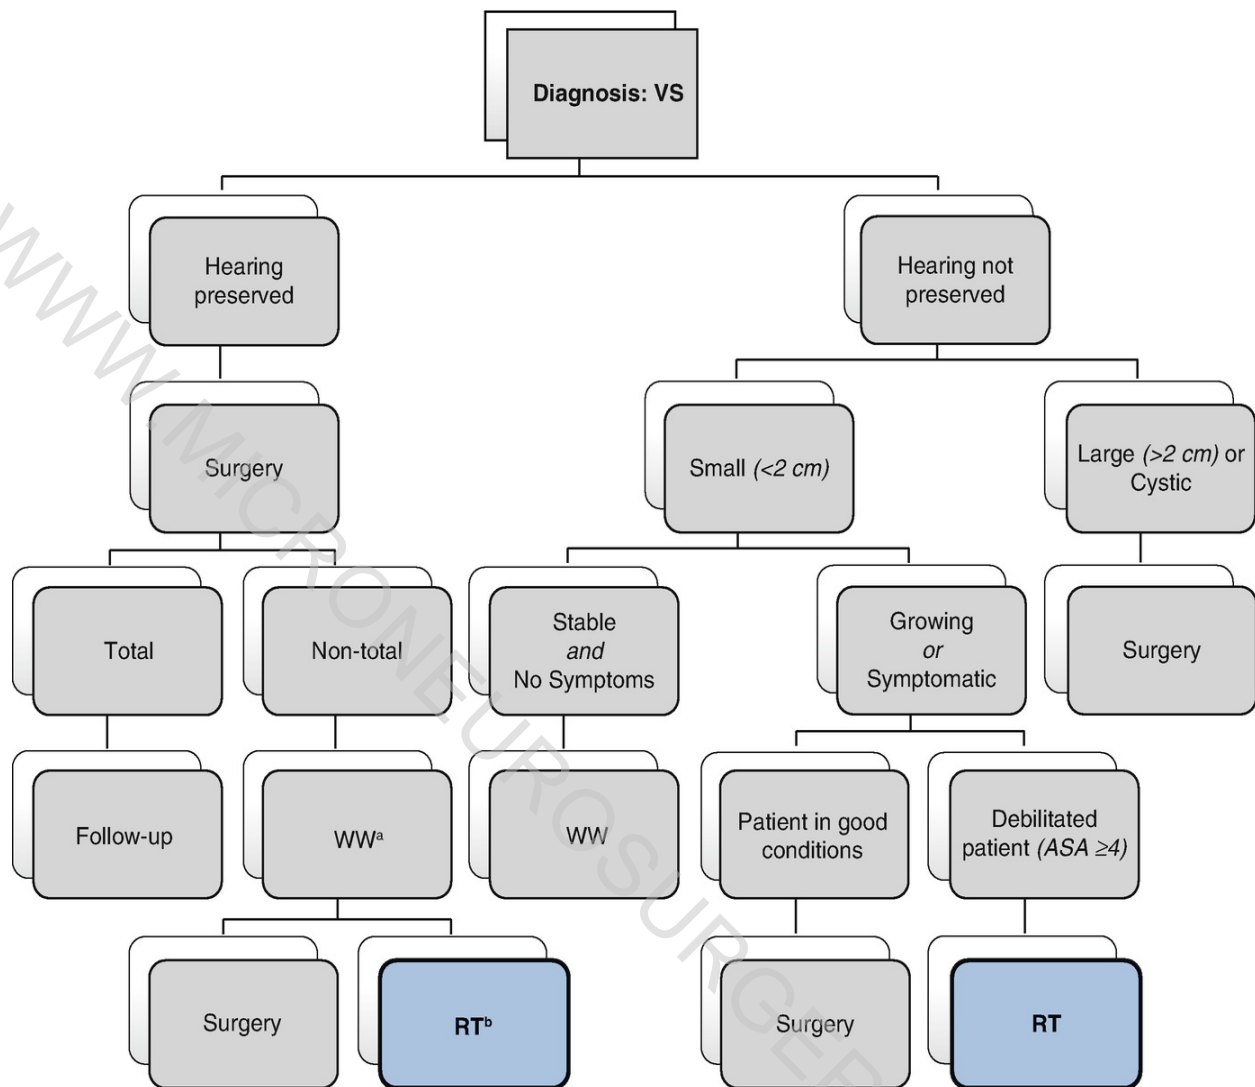 Diagnosis: VS
Hearing
preserved
Hearing not
preserved
Surgery
Small (<2 cm)
Large (>2 cm) or
Cystic
Total
Non-total
Stable
and
No Symptoms
Growing
or
Symptomatic
Surgery
Follow-up
WWᵃ
WW
Patient in good
conditions
Debilitated
patient (ASA ≥4)
Surgery
RTᵇ
Surgery
RT
WWW.MICRONEUROSURGER